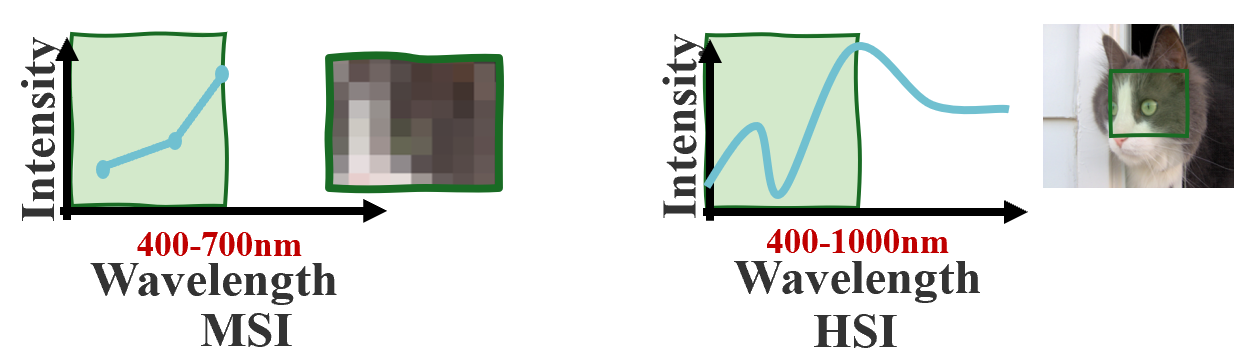 Intensity
400-700nm
Wavelength
MSI
Intensity
400-1000nm
Wavelength
HSI